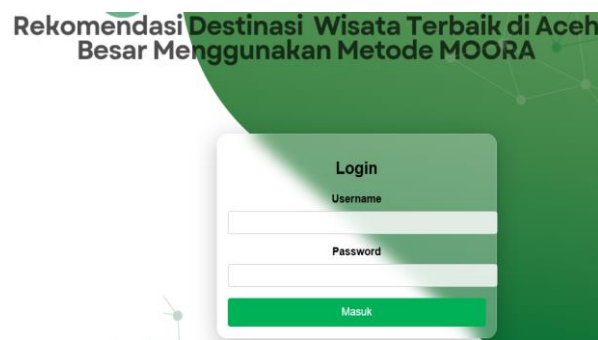 Rekomendasi Destinasi Wisata Terbaik di Aceh
Besar Menggunakan Metode MOORA
Login
Username
Password
Masuk